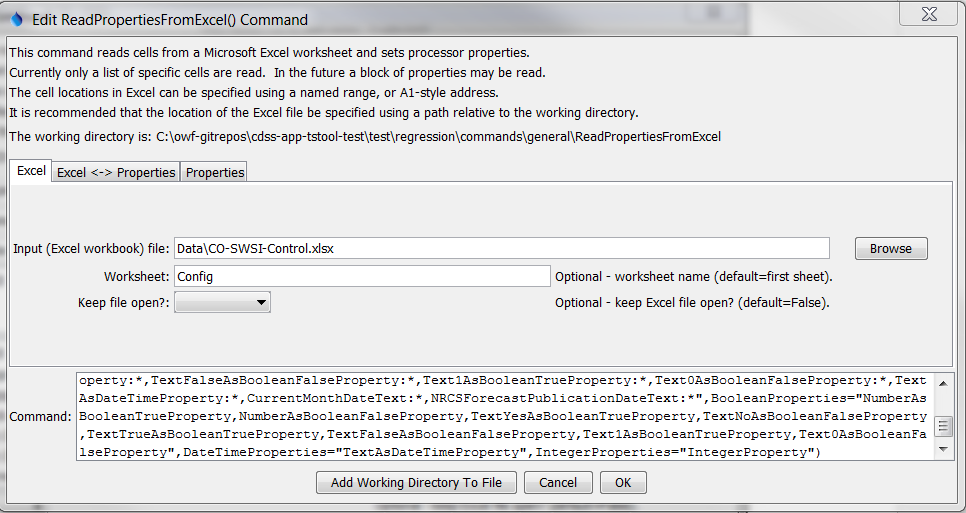 Edit ReadPropertiesFromExcel() Command
This command reads cells from a Microsoft Excel worksheet and sets processor properties.
Currently only a list of specific cells are read.  In the future a block of properties may be read.
The cell locations in Excel can be specified using a named range, or A1-style address.
It is recommended that the location of the Excel file be specified using a path relative to the working directory.
The working directory is: C:\owf-gitrepos\cdss-app-tstool-test\test\regression\commands\general\ReadPropertiesFromExcel
Excel Excel <-> Properties Properties
Input (Excel workbook) file: Data\CO-SWSI-Control.xlsx Browse
Worksheet: Config Optional - worksheet name (default=first sheet).
Keep file open?: Optional - keep Excel file open? (default=False).
Command:
operty:*,TextFalseAsBooleanFalseProperty:*,Text1AsBooleanTrueProperty:*,Text0AsBooleanFalseProperty:*,Text
AsDateTimeProperty:*,CurrentMonthDateText:*,NRCSForecastPublicationDateText:*",BooleanProperties="NumberAs
BooleanTrueProperty,NumberAsBooleanFalseProperty,TextYesAsBooleanTrueProperty,TextNoAsBooleanFalseProperty
,TextTrueAsBooleanTrueProperty,TextFalseAsBooleanFalseProperty,Text1AsBooleanTrueProperty,Text0AsBooleanFa
lseProperty",DateTimeProperties="TextAsDateTimeProperty",IntegerProperties="IntegerProperty")
Add Working Directory To File Cancel OK